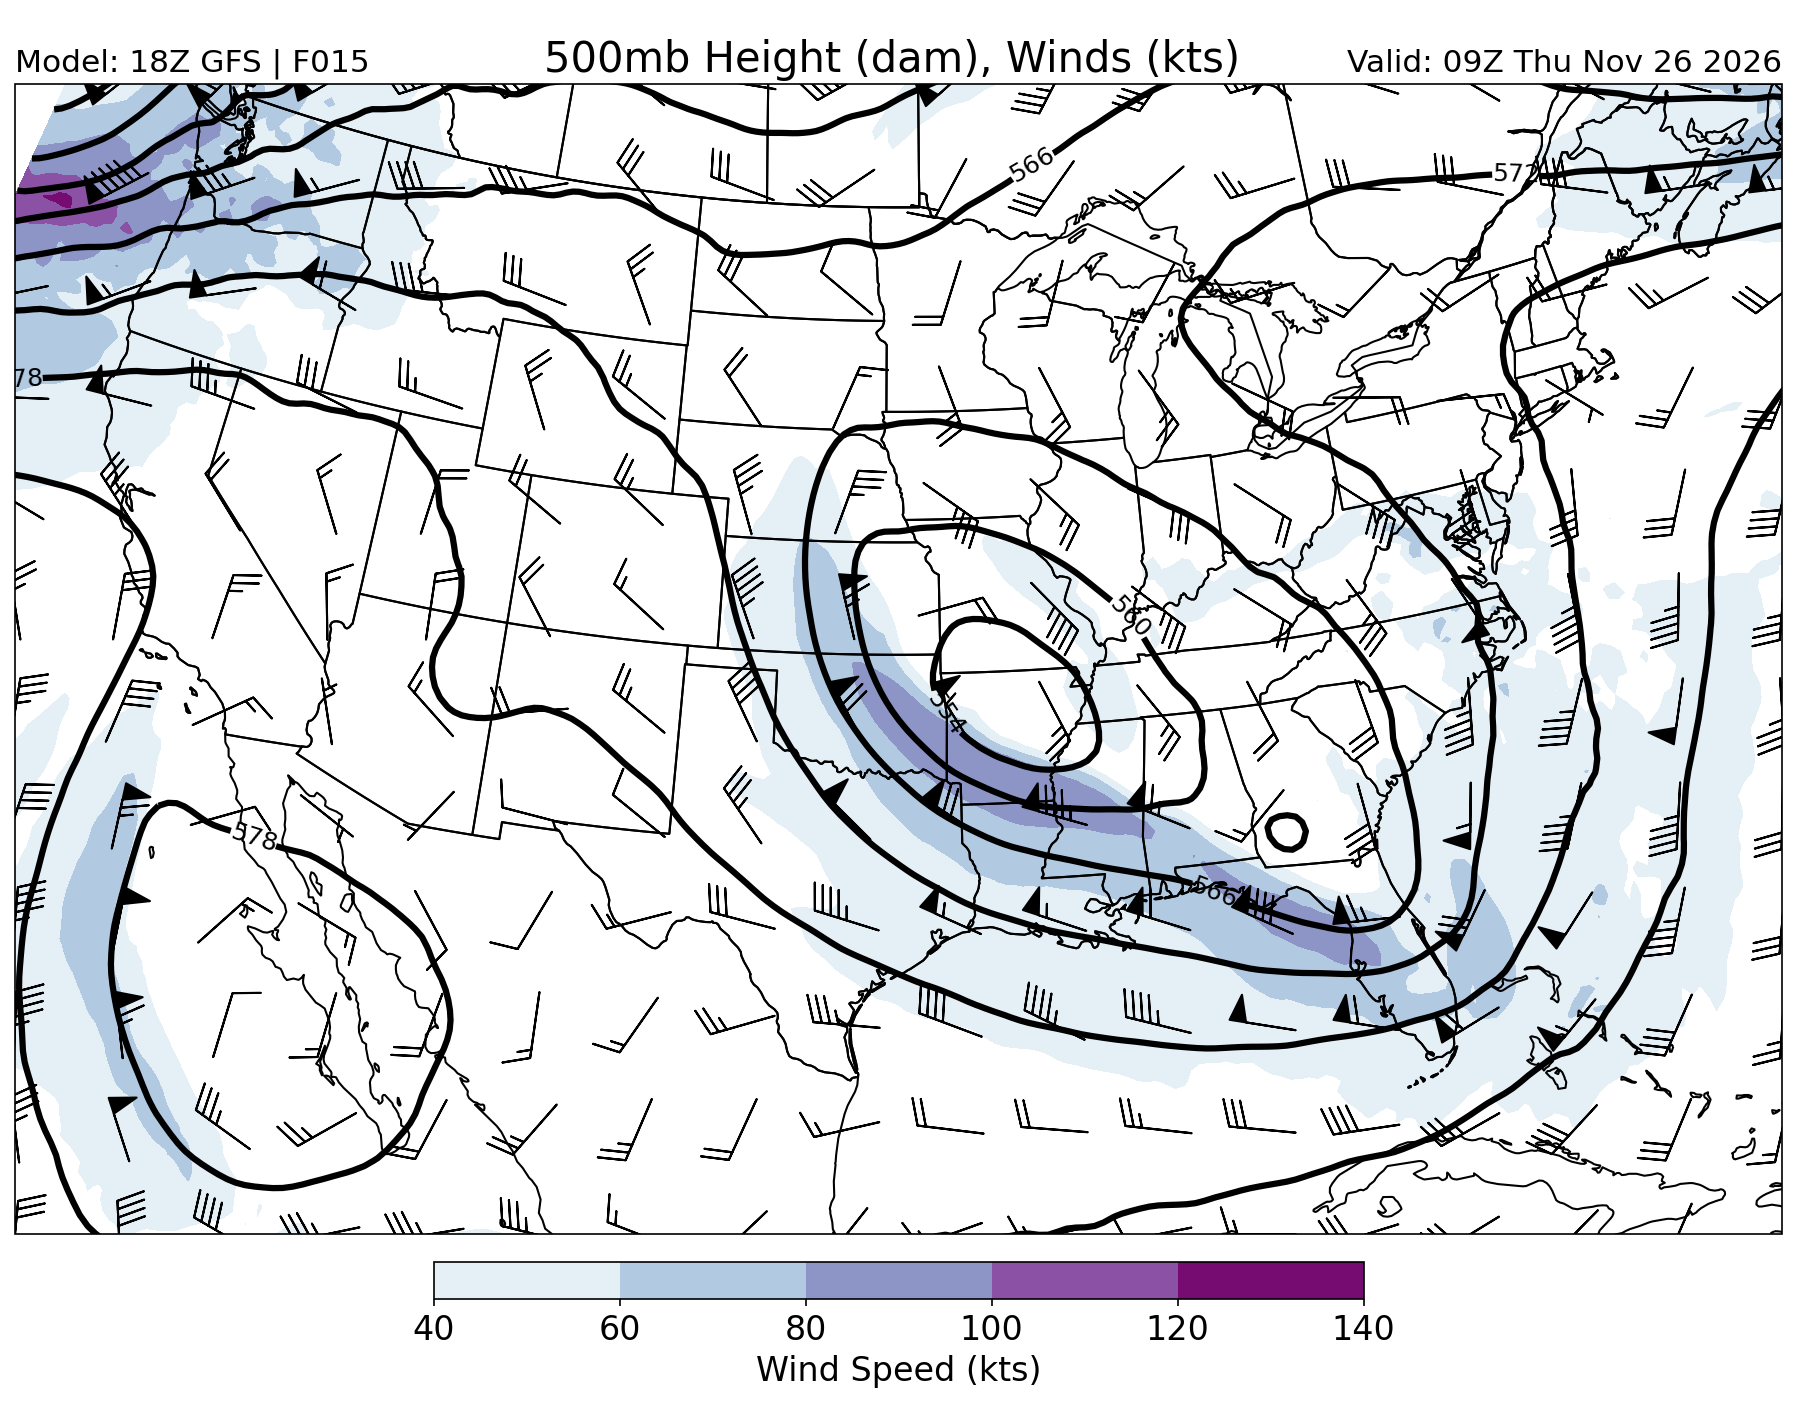 Model: 18Z GFS | F015
500mb Height (dam), Winds (kts)
Valid: 09Z Thu Nov 26 2026
566
572
78
560
554
578
566
40 60 80 100 120 140
Wind Speed (kts)